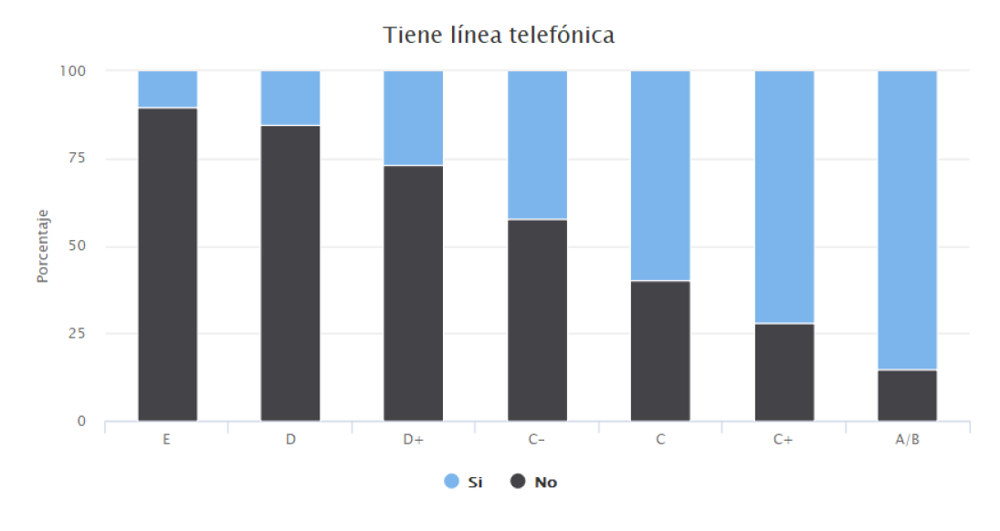 Tiene línea telefónica
100
75
50
25
0
Porcentaje
E D D+ C- C C+ A/B
Si No